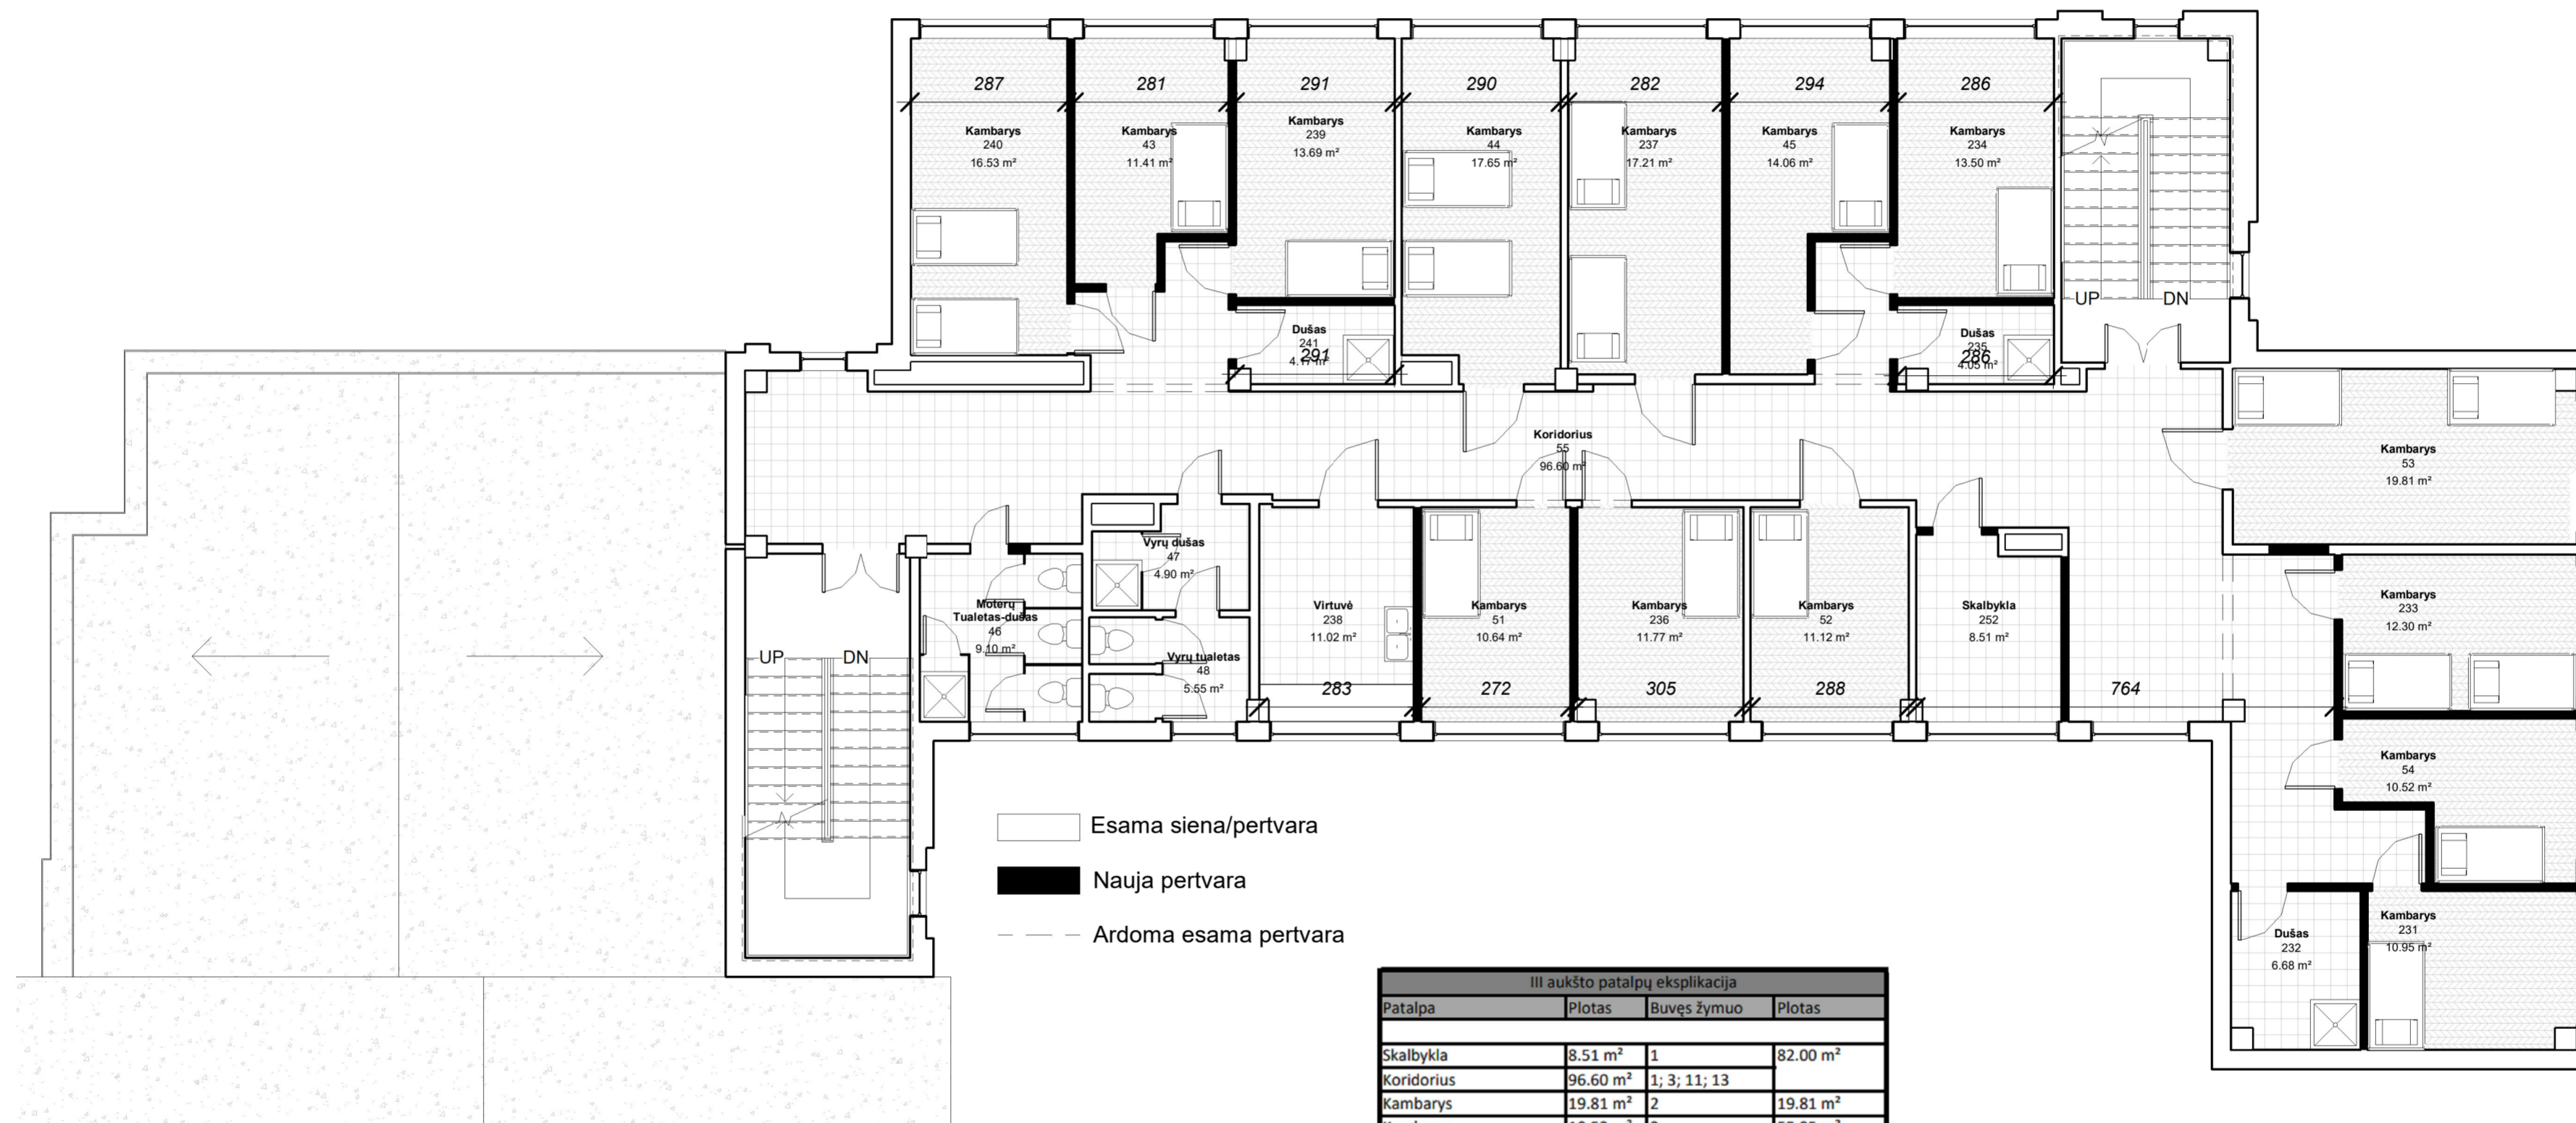 287
281
291
290
282
294
286
Kambarys
240
16.53 m²
Kambarys
43
11.41 m²
Kambarys
239
13.69 m²
Kambarys
44
17.65 m²
Kambarys
237
17.21 m²
Kambarys
45
14.06 m²
Kambarys
234
13.50 m²
UP
DN
Dušas
241
291
Dušas
235
4.05 m²
286
Koridorius
55
96.60 m²
Kambarys
53
19.81 m²
Vyrų dušas
47
4.90 m²
Moterų
Tualetas-dušas
46
9.10 m²
Virtuvė
238
11.02 m²
Kambarys
51
10.64 m²
Kambarys
236
11.77 m²
Kambarys
52
11.12 m²
Skalbykla
252
8.51 m²
Kambarys
233
12.30 m²
UP
DN
Vyrų tualetas
48
5.55 m²
283
272
305
288
764
Kambarys
54
10.52 m²
Esama siena/pertvara
Nauja pertvara
Ardoma esama pertvara
Dušas
232
6.68 m²
Kambarys
231
10.95 m²
III aukšto patalpų eksplikacija
Patalpa Plotas Buvęs žymuo Plotas
Skalbykla 8.51 m² 1 82.00 m²
Koridorius 96.60 m² 1; 3; 11; 13
Kambarys 19.81 m² 2 19.81 m²